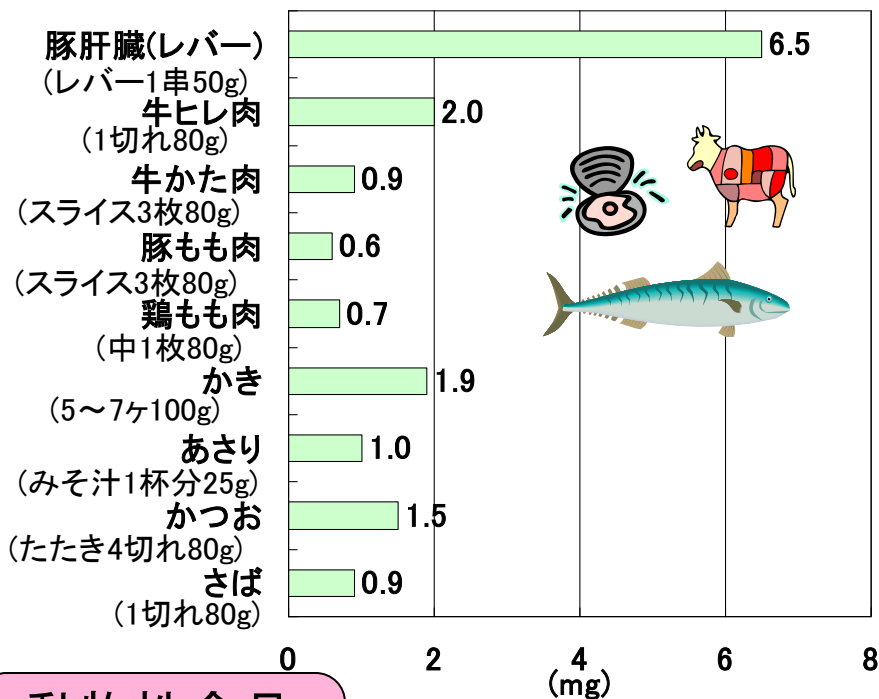 豚肝臓(レバー)
6.5
(レバー1串50g)
牛ヒレ肉
2.0
(1切れ80g)
牛かた肉
0.9
(スライス3枚80g)
豚もも肉
0.6
(スライス3枚80g)
鶏もも肉
0.7
(中1枚80g)
かき
1.9
(5～7ヶ100g)
あさり
1.0
(みそ汁1杯分25g)
かつお
1.5
(たたき4切れ80g)
さば
0.9
(1切れ80g)
0 2 4 6 8
(mg)